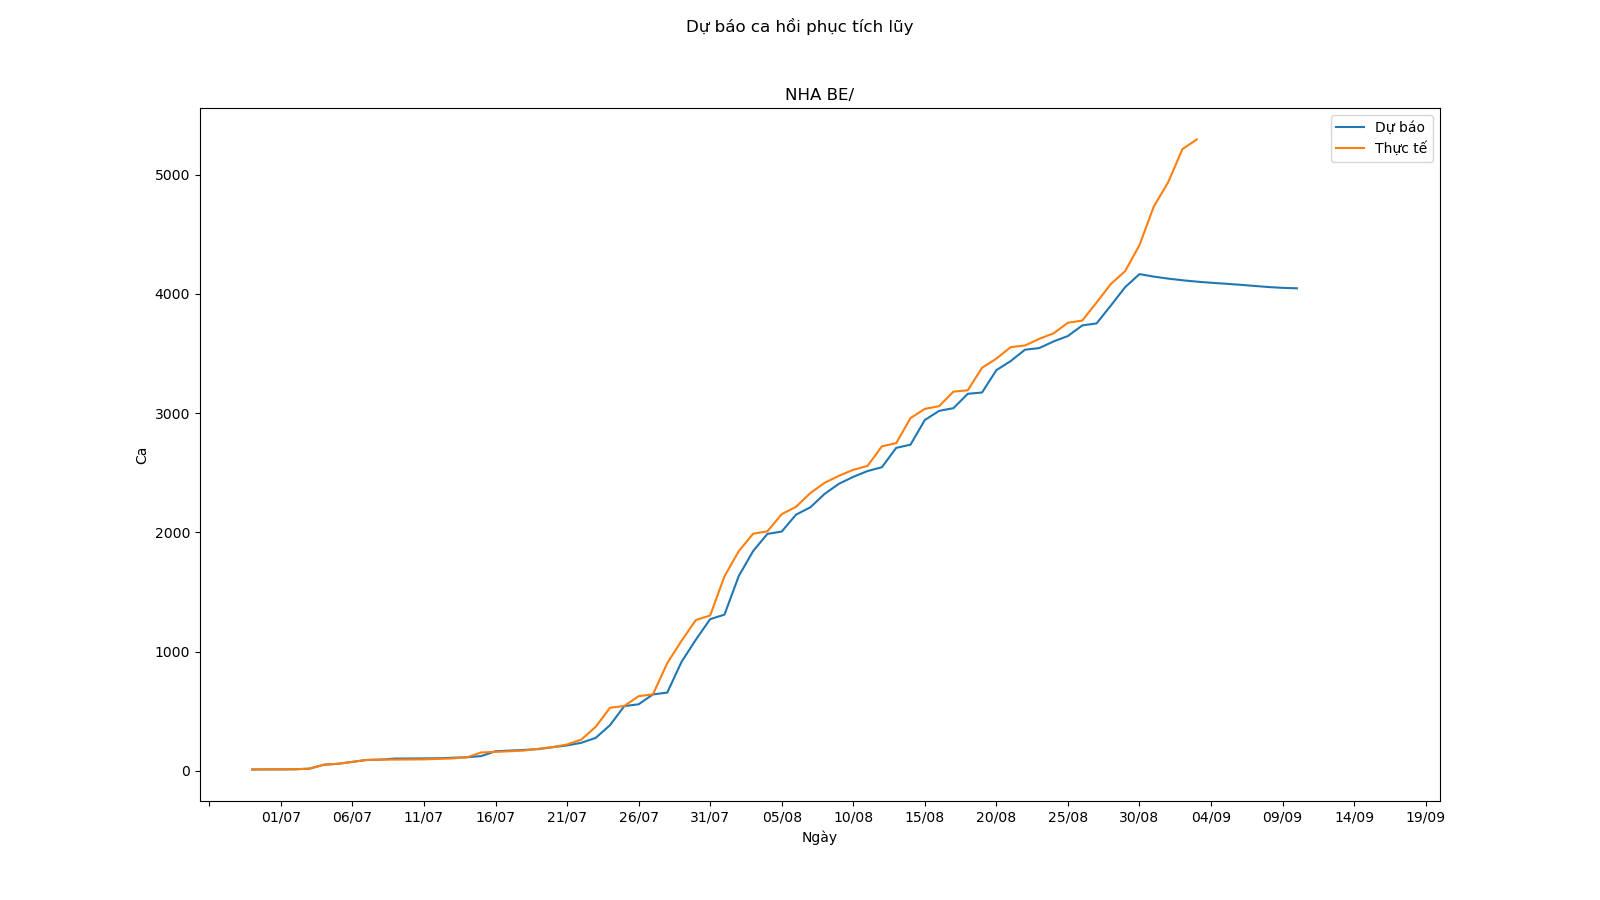 Dự báo ca hồi phục tích lũy
NHA BE/
Dự báo
Thực tế
5000
4000
3000
2000
1000
0
Ca
01/07 06/07 11/07 16/07 21/07 26/07 31/07 05/08 10/08 15/08 20/08 25/08 30/08 04/09 09/09 14/09 19/09
Ngày